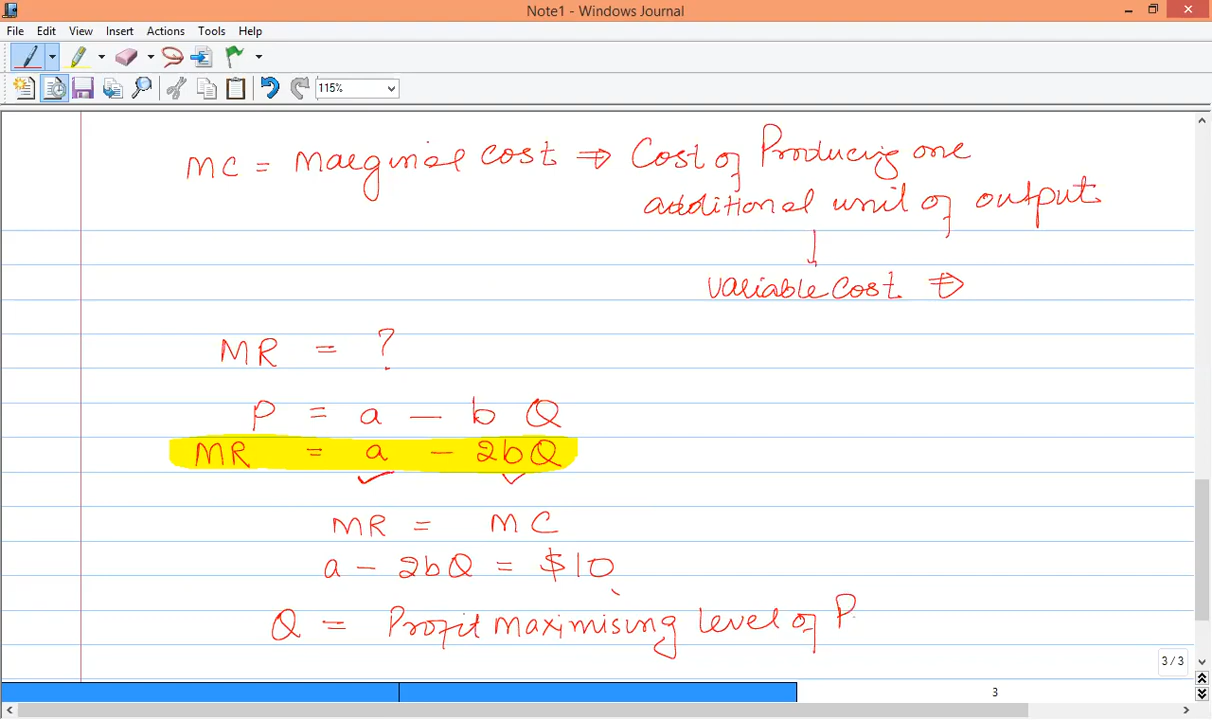 Note1 - Windows Journal
File Edit View Insert Actions Tools Help
115%
MC = Marginal cost ⇒ Cost of Producing one
additional unit of output
↓
variable cost ⇒
MR = ?
P = a - b Q
MR = a - 2bQ
MR = MC
a - 2bQ = $10
Q = Profit maximising level of P
3 / 3
3